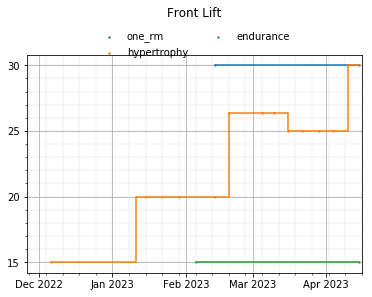 Front Lift
one_rm endurance
hypertrophy
30
25
20
15
Dec 2022 Jan 2023 Feb 2023 Mar 2023 Apr 2023